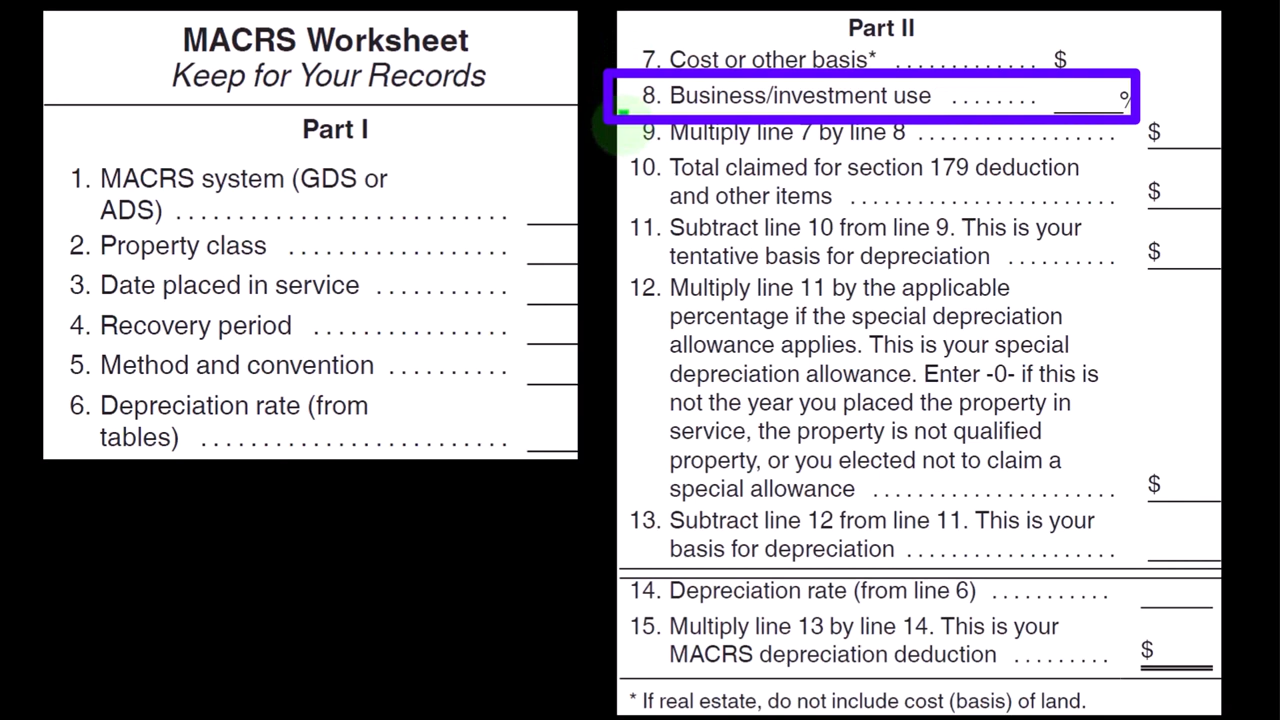 MACRS Worksheet
Keep for Your Records
Part I
1. MACRS system (GDS or
ADS) . . . . . . . . . . . . . . . . . . . . . . . . . . .
2. Property class . . . . . . . . . . . . . . . . . .
3. Date placed in service . . . . . . . . . . .
4. Recovery period . . . . . . . . . . . . . . . .
5. Method and convention . . . . . . . . . .
6. Depreciation rate (from
tables) . . . . . . . . . . . . . . . . . . . . . . . . .
Part II
7. Cost or other basis* . . . . . . . . . . . . . $
8. Business/investment use . . . . . . . . %
9. Multiply line 7 by line 8 . . . . . . . . . . . . . . . . . . $
10. Total claimed for section 179 deduction
and other items . . . . . . . . . . . . . . . . . . . . . . . . $
11. Subtract line 10 from line 9. This is your
tentative basis for depreciation . . . . . . . . . . $
12. Multiply line 11 by the applicable
percentage if the special depreciation
allowance applies. This is your special
depreciation allowance. Enter -0- if this is
not the year you placed the property in
service, the property is not qualified
property, or you elected not to claim a
special allowance . . . . . . . . . . . . . . . . . . . . . . $
13. Subtract line 12 from line 11. This is your
basis for depreciation . . . . . . . . . . . . . . . . . . .
14. Depreciation rate (from line 6) . . . . . . . . . . .
15. Multiply line 13 by line 14. This is your
MACRS depreciation deduction . . . . . . . . . $
* If real estate, do not include cost (basis) of land.